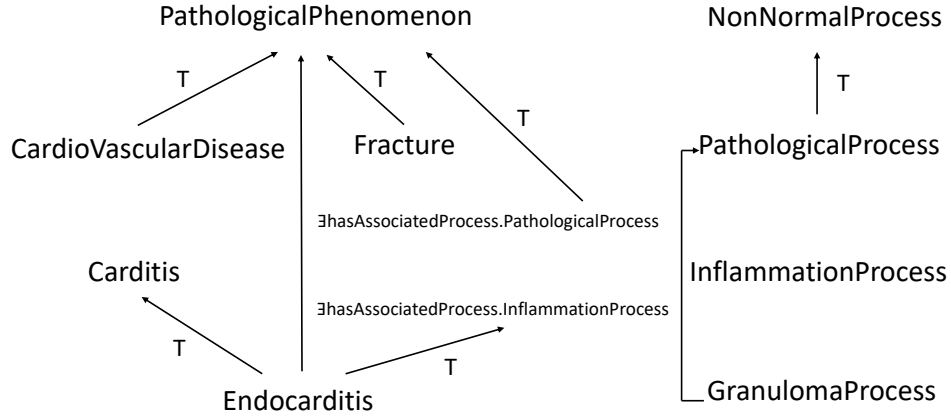 PathologicalPhenomenon
NonNormalProcess
T
T
T
T
CardioVascularDisease
Fracture
PathologicalProcess
∃hasAssociatedProcess.PathologicalProcess
Carditis
InflammationProcess
∃hasAssociatedProcess.InflammationProcess
T
T
Endocarditis
GranulomaProcess